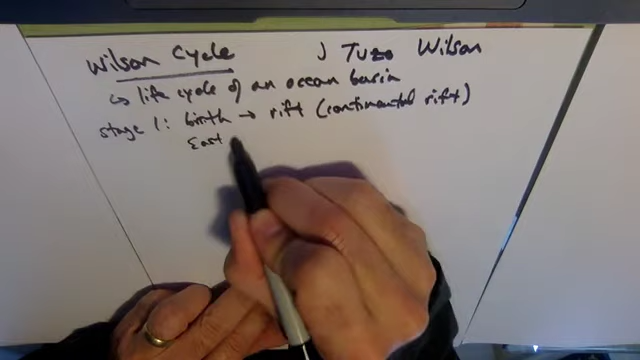 Wilson Cycle J Tuzo Wilson
↳ life cycle of an ocean basin
stage 1: birth → rift (continental rift)
East